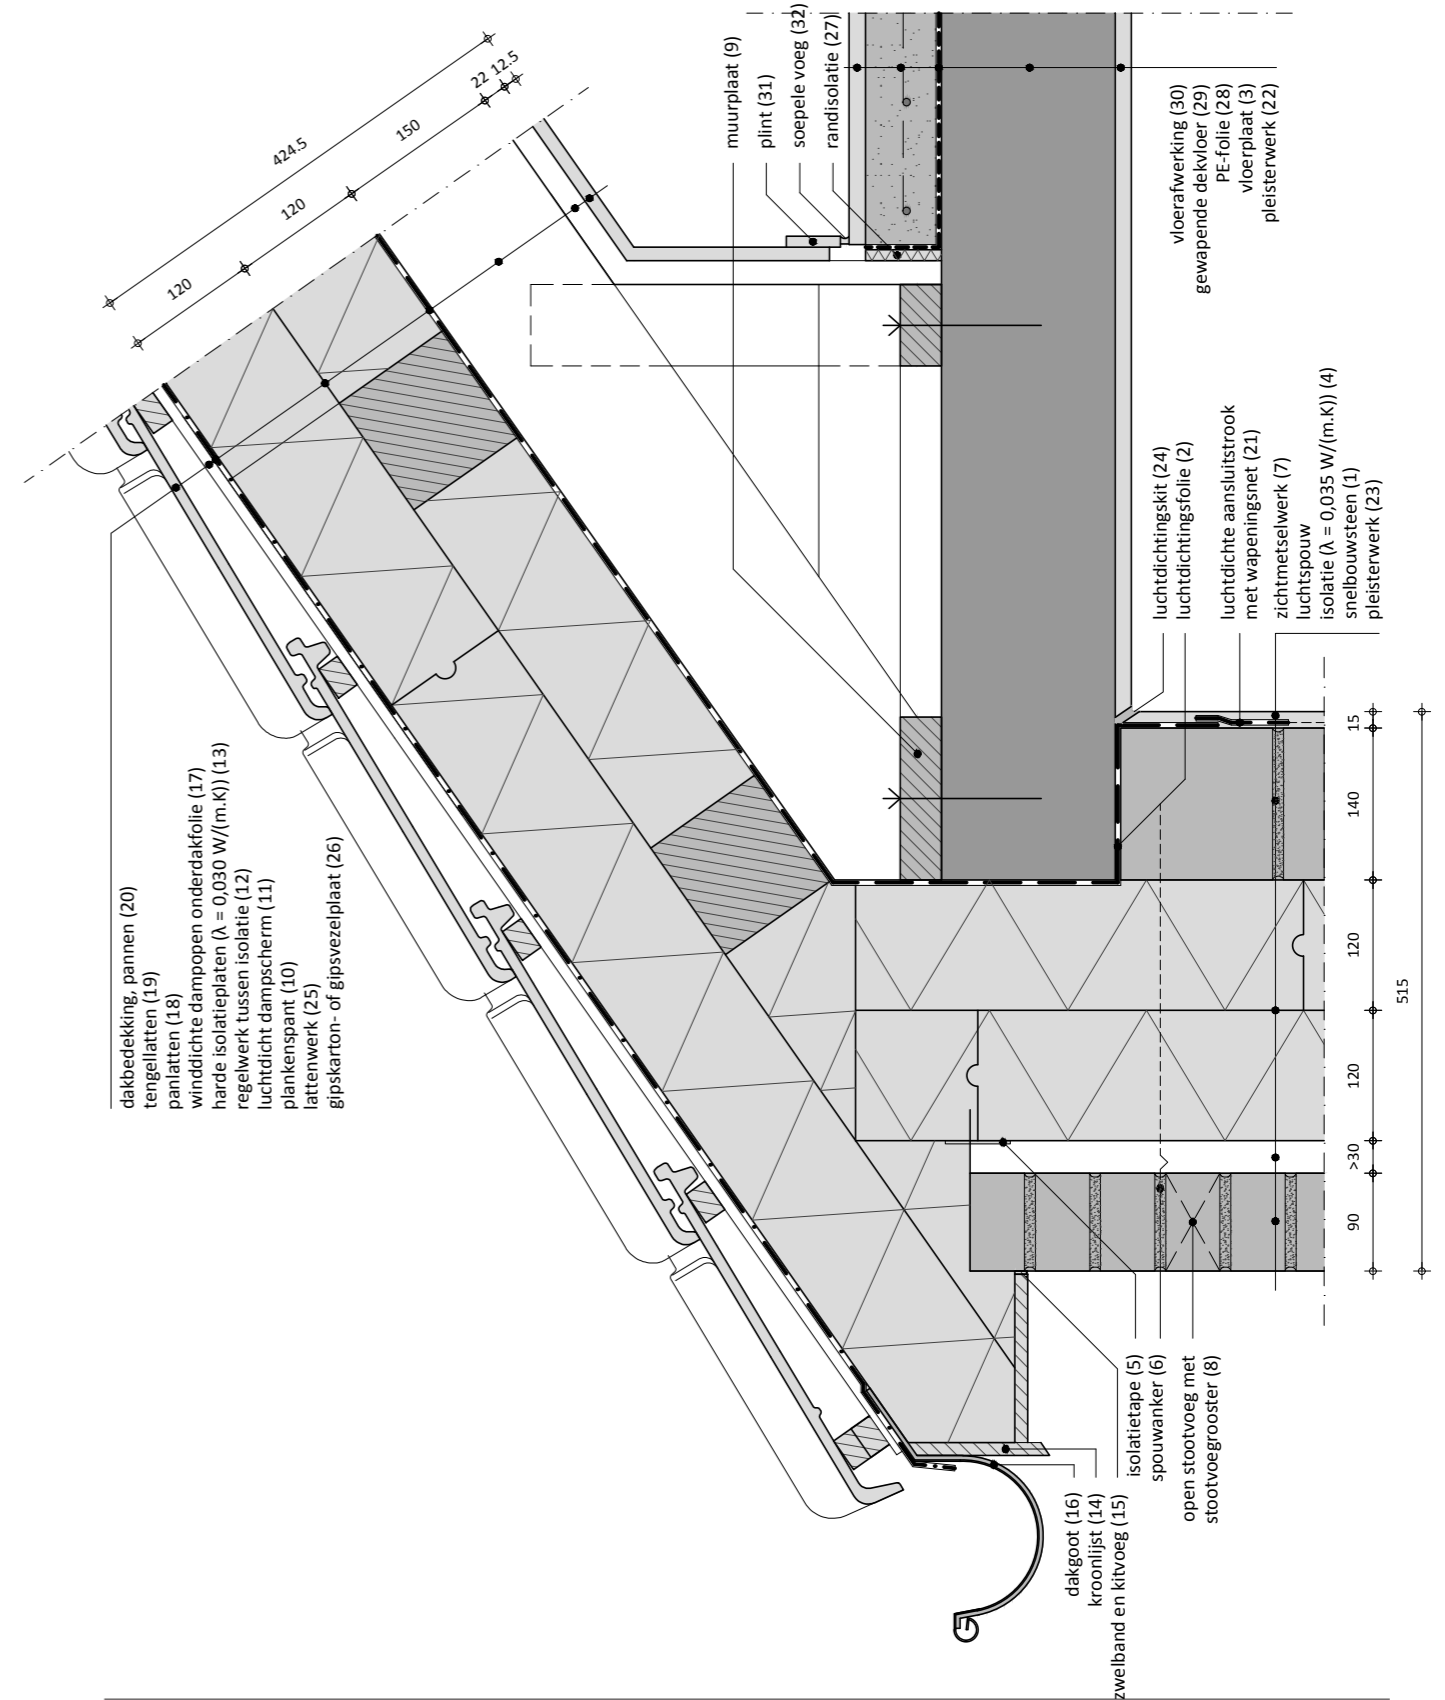 424.5
22 12.5
150
120
120
muurplaat (9)
plint (31)
soepele voeg (32)
randisolatie (27)
vloerafwerking (30)
gewapende dekvloer (29)
PE-folie (28)
vloerplaat (3)
pleisterwerk (22)
luchtdichtingskit (24)
luchtdichtingsfolie (2)
luchtdichte aansluitstrook
met wapeningsnet (21)
zichtmetselwerk (7)
luchtspouw
isolatie (λ = 0,035 W/(m.K)) (4)
snelbouwsteen (1)
pleisterwerk (23)
dakbedekking, pannen (20)
tengellatten (19)
panlatten (18)
winddichte dampopen onderdakfolie (17)
harde isolatieplaten (λ = 0,030 W/(m.K)) (13)
regelwerk tussen isolatie (12)
luchtdicht dampscherm (11)
plankenspant (10)
lattenwerk (25)
gipskarton- of gipsvezelplaat (26)
15
140
120
120
>30
90
515
isolatietape (5)
spouwanker (6)
open stootvoeg met
stootvoegrooster (8)
dakgoot (16)
kroonlijst (14)
zwelband en kitvoeg (15)